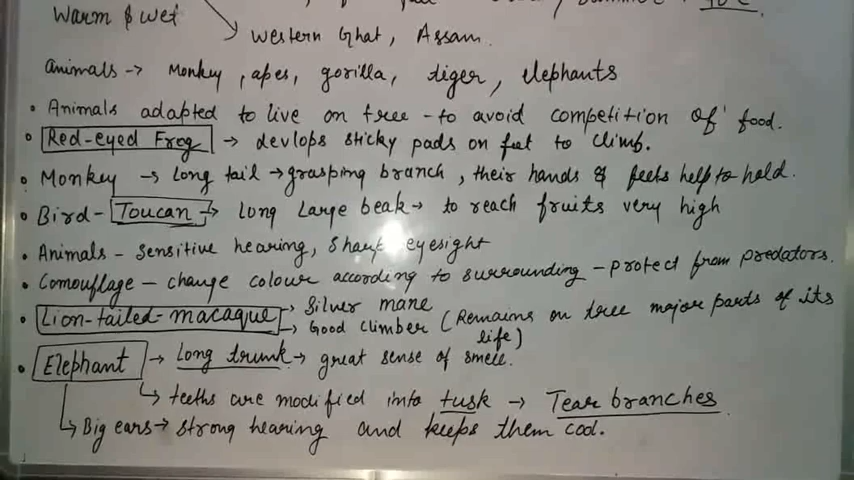 Warm & wet
Western Ghat, Assam.
Animals → Monkey, apes, gorilla, tiger, elephants
• Animals adapted to live on tree - to avoid competition of food.
• Red-eyed Frog → devlops sticky pads on feet to climb.
• Monkey → Long tail → grasping branch, their hands & feets help to hold.
• Bird - Toucan → long large beak → to reach fruits very high
• Animals - sensitive hearing, sharp eyesight
• Comouflage - change colour according to surrounding - protect from predators.
• Lion-tailed-macaque → Silver mane
→ Good climber (Remains on tree major parts of its life)
• Elephant → Long trunk → great sense of smell.
→ teeths are modified into tusk → Tear branches
→ Big ears → strong hearing and keeps them cool.